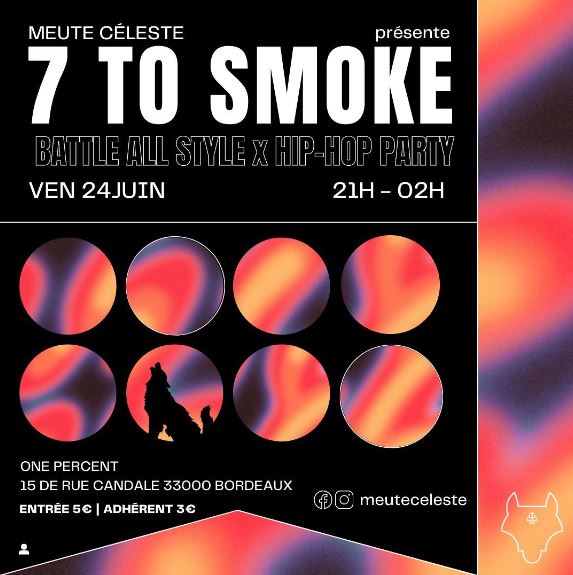 MEUTE CÉLESTE présente
7 TO SMOKE
BATTLE ALL STYLE X HIP-HOP PARTY
VEN 24JUIN 21H - 02H
ONE PERCENT
15 DE RUE CANDALE 33000 BORDEAUX
meuteceleste
ENTRÉE 5€ | ADHÉRENT 3€